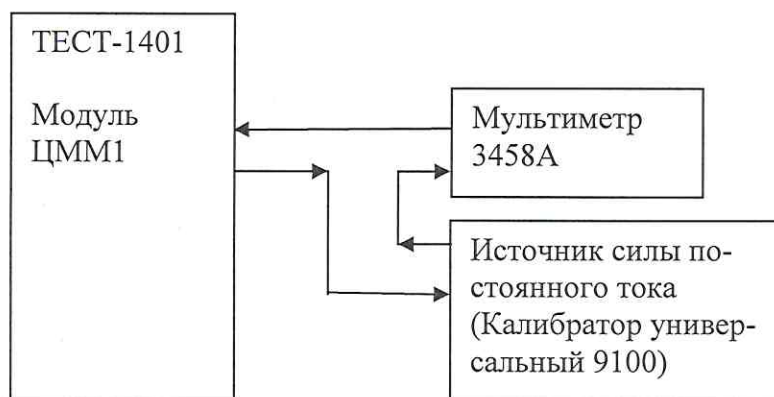 ТЕСТ-1401
Модуль
ЦММ1
Мультиметр
3458А
Источник силы по-
стоянного тока
(Калибратор универ-
сальный 9100)